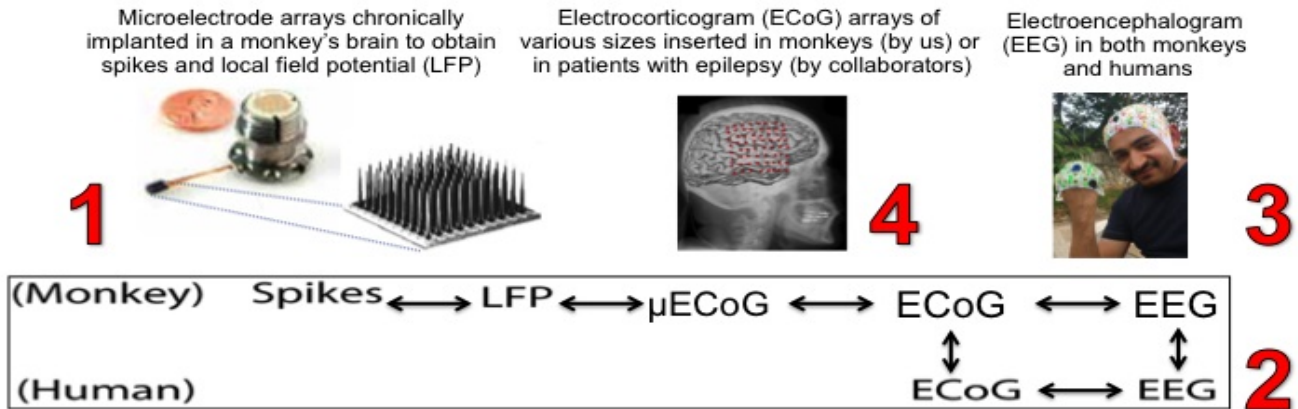 Microelectrode arrays chronically
implanted in a monkey's brain to obtain
spikes and local field potential (LFP)
Electrocorticogram (ECoG) arrays of
various sizes inserted in monkeys (by us) or
in patients with epilepsy (by collaborators)
Electroencephalogram
(EEG) in both monkeys
and humans
1
4
3
(Monkey) Spikes LFP μECoG ECoG EEG
(Human) ECoG EEG
2